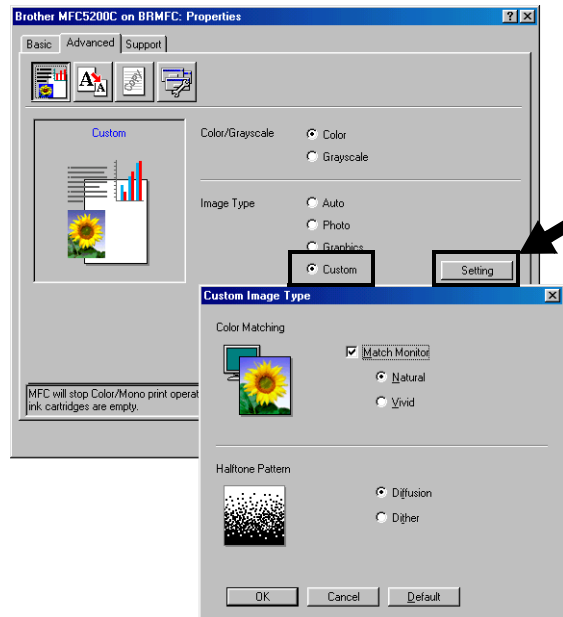 Brother MFC5200C on BRMFC: Properties
Basic Advanced Support
Custom
Color/Grayscale
Color
Grayscale
Image Type
Auto
Photo
Graphics
Custom
Setting
MFC will stop Color/Mono print operat
ink cartridges are empty.
Custom Image Type
Color Matching
Match Monitor
Natural
Vivid
Halftone Pattern
Diffusion
Dither
OK Cancel Default